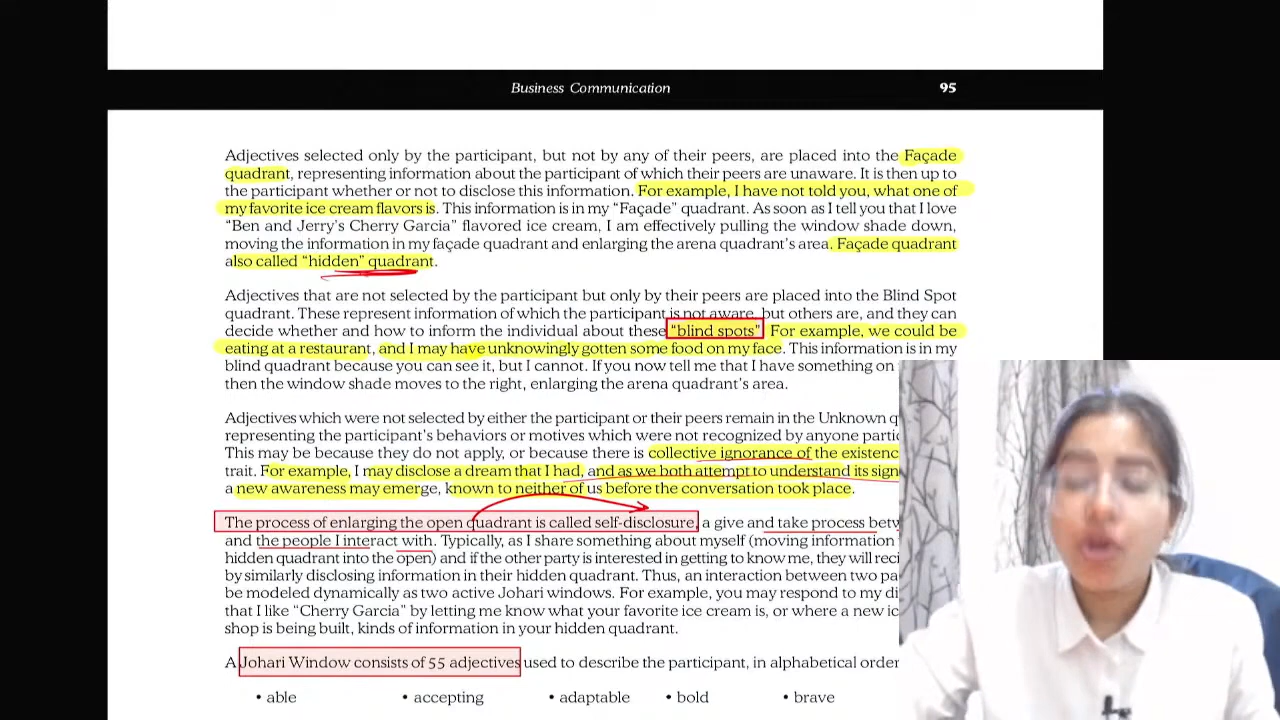 Business Communication 95
Adjectives selected only by the participant, but not by any of their peers, are placed into the Façade
quadrant, representing information about the participant of which their peers are unaware. It is then up to
the participant whether or not to disclose this information. For example, I have not told you, what one of
my favorite ice cream flavors is. This information is in my “Façade” quadrant. As soon as I tell you that I love
“Ben and Jerry’s Cherry Garcia” flavored ice cream, I am effectively pulling the window shade down,
moving the information in my façade quadrant and enlarging the arena quadrant’s area. Façade quadrant
also called “hidden” quadrant.
Adjectives that are not selected by the participant but only by their peers are placed into the Blind Spot
quadrant. These represent information of which the participant is not aware, but others are, and they can
decide whether and how to inform the individual about these “blind spots”. For example, we could be
eating at a restaurant, and I may have unknowingly gotten some food on my face. This information is in my
blind quadrant because you can see it, but I cannot. If you now tell me that I have something on
then the window shade moves to the right, enlarging the arena quadrant’s area.
Adjectives which were not selected by either the participant or their peers remain in the Unknown q
representing the participant’s behaviors or motives which were not recognized by anyone partic
This may be because they do not apply, or because there is collective ignorance of the existenc
trait. For example, I may disclose a dream that I had, and as we both attempt to understand its sign
a new awareness may emerge, known to neither of us before the conversation took place.
The process of enlarging the open quadrant is called self-disclosure, a give and take process betw
and the people I interact with. Typically, as I share something about myself (moving information
hidden quadrant into the open) and if the other party is interested in getting to know me, they will reci
by similarly disclosing information in their hidden quadrant. Thus, an interaction between two pa
be modeled dynamically as two active Johari windows. For example, you may respond to my di
that I like “Cherry Garcia” by letting me know what your favorite ice cream is, or where a new ic
shop is being built, kinds of information in your hidden quadrant.
A Johari Window consists of 55 adjectives used to describe the participant, in alphabetical order
• able • accepting • adaptable • bold • brave